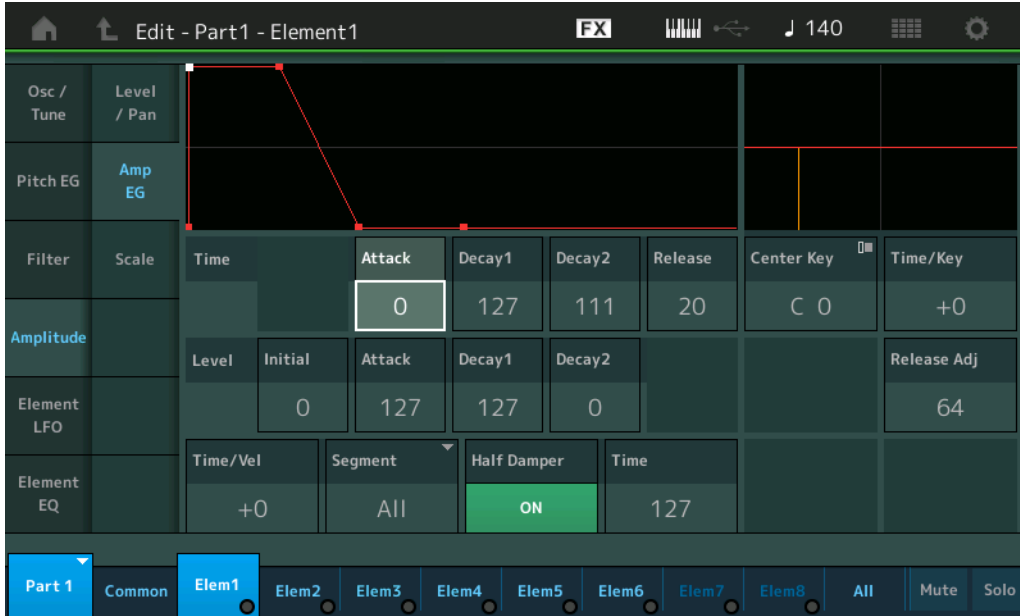 Edit - Part1 - Element1
FX
♩ 140
Osc /
Tune
Level
/ Pan
Pitch EG
Amp
EG
Filter
Scale
Amplitude
Element
LFO
Element
EQ
Time
Attack
Decay1
Decay2
Release
Center Key
Time/Key
0
127
111
20
C 0
+0
Level
Initial
Attack
Decay1
Decay2
Release Adj
0
127
127
0
64
Time/Vel
Segment
Half Damper
Time
+0
All
ON
127
Part 1
Common
Elem1
Elem2
Elem3
Elem4
Elem5
Elem6
Elem7
Elem8
All
Mute
Solo